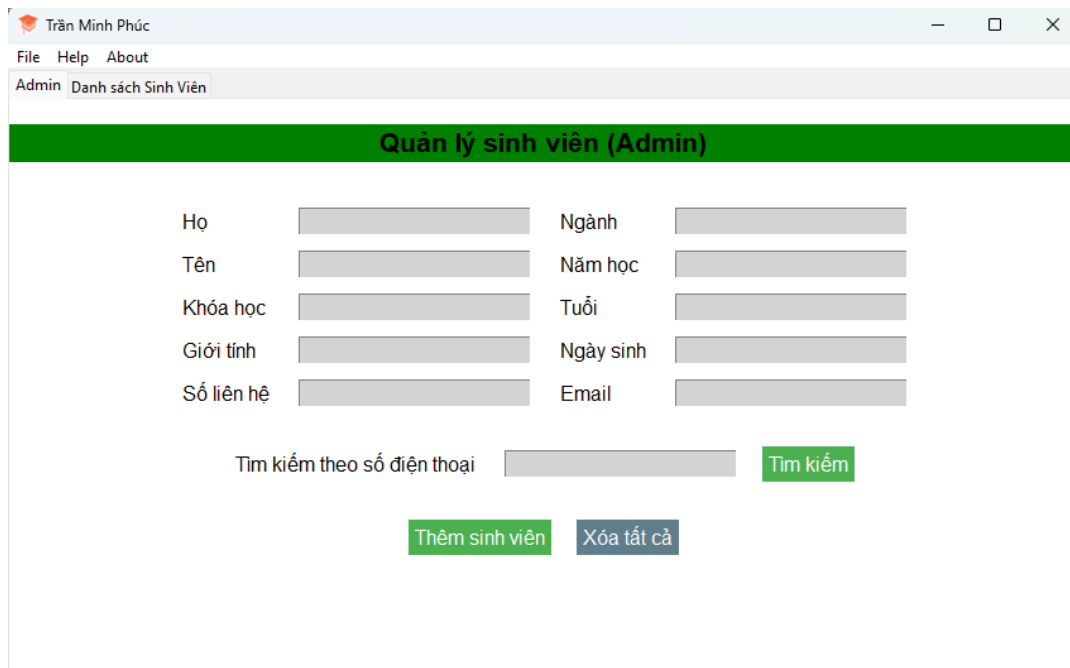 Trần Minh Phúc
File Help About
Admin Danh sách Sinh Viên
Quản lý sinh viên (Admin)
Họ Ngành
Tên Năm học
Khóa học Tuổi
Giới tính Ngày sinh
Số liên hệ Email
Tìm kiếm theo số điện thoại Tìm kiếm
Thêm sinh viên Xóa tất cả